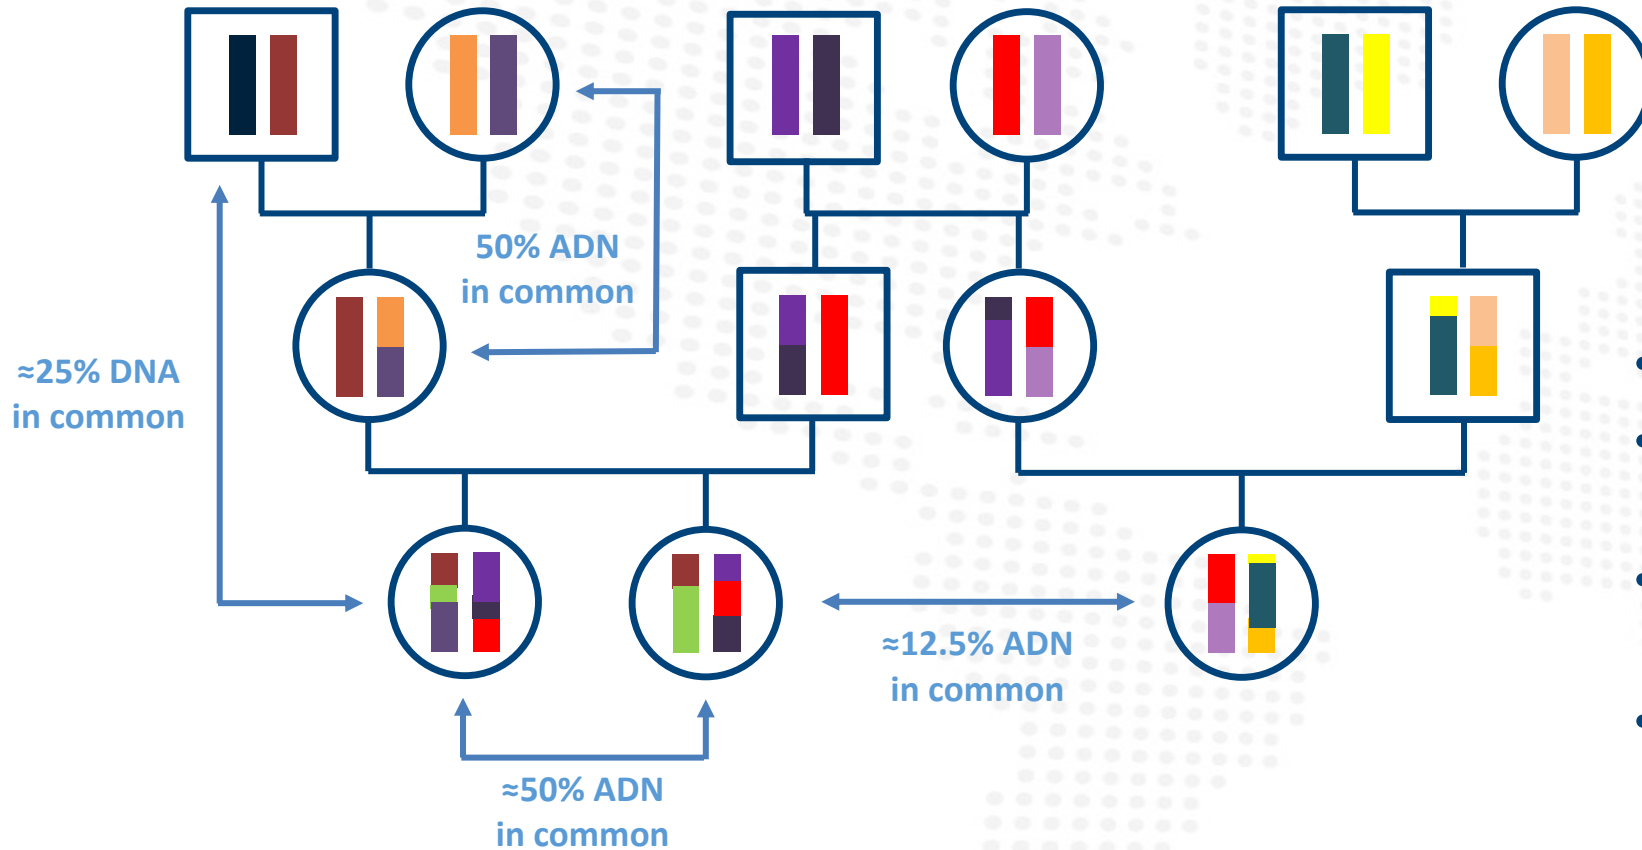 50% ADN
in common
≈25% DNA
in common
≈12.5% ADN
in common
≈50% ADN
in common